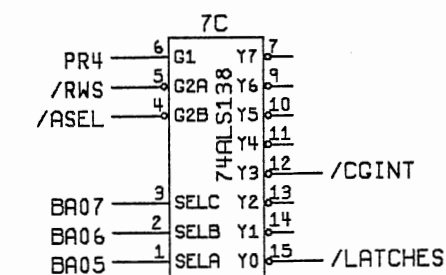 7C
PR4 6 G1 Y7 7
/RWS 5 G2A Y6 9
/ASEL 4 G2B Y5 10
74ALS138
Y4 11
Y3 12 /CGINT
BA07 3 SELC Y2 13
BA06 2 SELB Y1 14
BA05 1 SELA Y0 15 /LATCHES